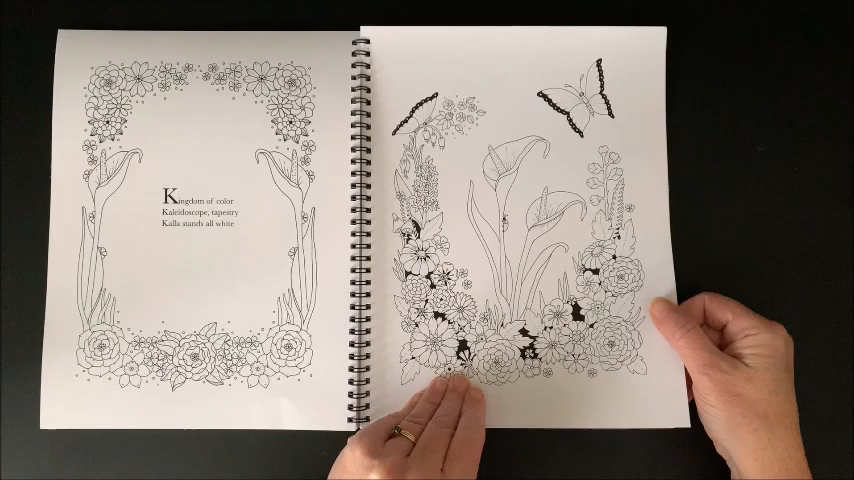 Kingdom of color
Kaleidoscope, tapestry
Kalla stands all white